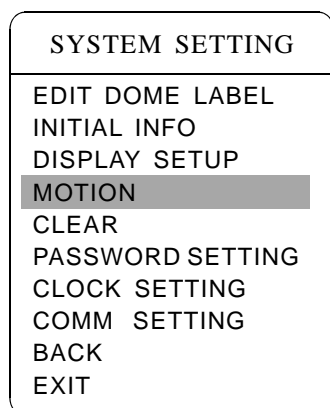 SYSTEM SETTING
EDIT DOME LABEL
INITIAL INFO
DISPLAY SETUP
MOTION
CLEAR
PASSWORD SETTING
CLOCK SETTING
COMM SETTING
BACK
EXIT